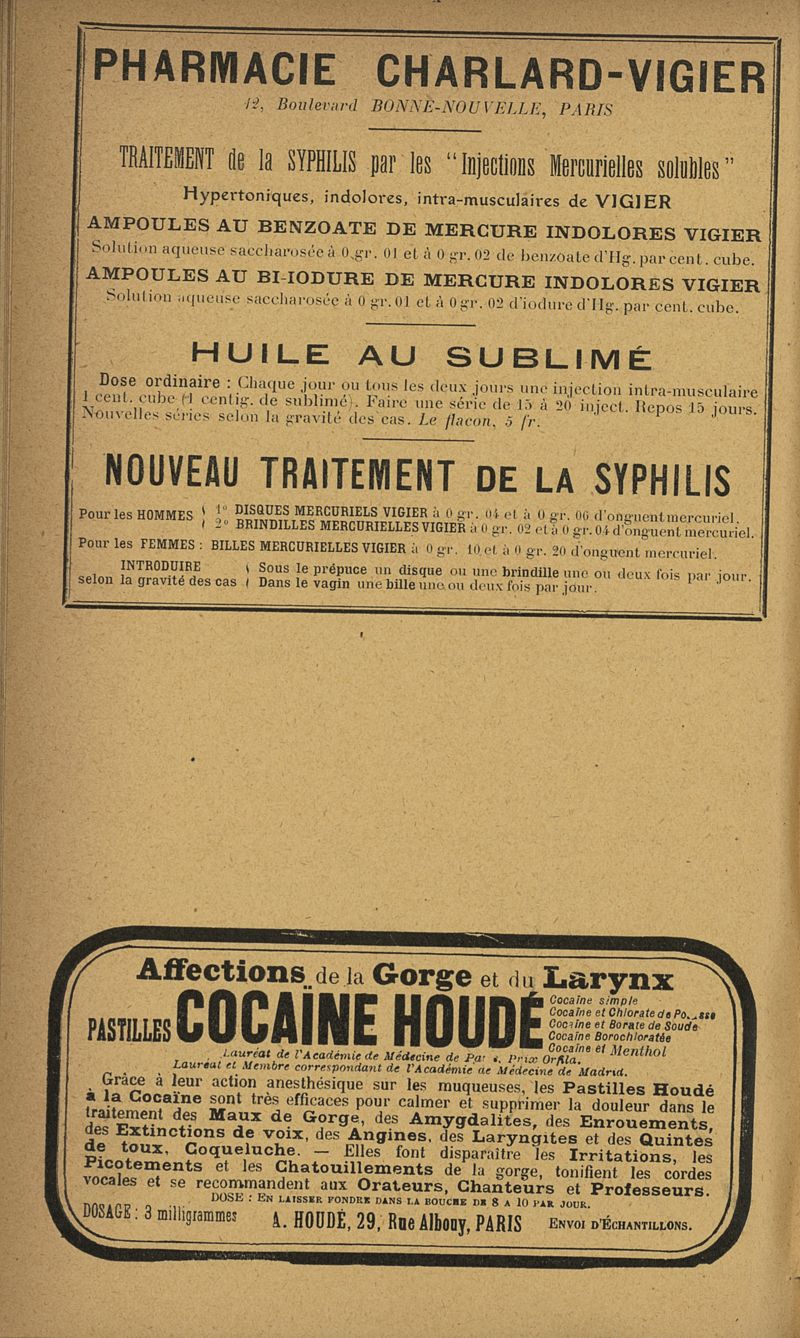 PHARMACIE CHARLARD-VIGIER
12, Boulevard BONNE-NOUVELLE, PARIS
TRAITEMENT de la SYPHILIS par les "Injections Mercurielles solubles"
Hypertoniques, indolores, intra-musculaires de VIGIER
AMPOULES AU BENZOATE DE MERCURE INDOLORES VIGIER
Solution aqueuse saccharosée à 0 gr. 01 et à 0 gr. 02 de benzoate d'Hg. par cent. cube.
AMPOULES AU BI-IODURE DE MERCURE INDOLORES VIGIER
Solution aqueuse saccharosée à 0 gr. 01 et à 0 gr. 02 d'iodure d'Hg. par cent. cube.
HUILE AU SUBLIMÉ
Dose ordinaire : Chaque jour ou tous les deux jours une injection intra-musculaire
1 cent. cube (1 centig. de sublimé). Faire une série de 15 à 20 inject. Repos 15 jours.
Nouvelles séries selon la gravité des cas. Le flacon, 5 fr.
NOUVEAU TRAITEMENT DE LA SYPHILIS
Pour les HOMMES { 1° DISQUES MERCURIELS VIGIER à 0 gr. 04 et à 0 gr. 06 d'onguent mercuriel.
2° BRINDILLES MERCURIELLES VIGIER à 0 gr. 02 et à 0 gr. 04 d'onguent mercuriel.
Pour les FEMMES : BILLES MERCURIELLES VIGIER à 0 gr. 10 et à 0 gr. 20 d'onguent mercuriel.
INTRODUIRE { Sous le prépuce un disque ou une brindille une ou deux fois par jour.
selon la gravité des cas { Dans le vagin une bille une ou deux fois par jour.
Affections de la Gorge et du Larynx
PASTILLES COCAÏNE HOUDÉ
Cocaïne simple
Cocaïne et Chlorate de Po..sse
Cocaïne et Borate de Soude
Cocaïne Borochloratée
Cocaïne et Menthol
Lauréat de l'Académie de Médecine de Par s. Prix Orfila.
Lauréat et Membre correspondant de l'Académie de Médecine de Madrid.
Grâce à leur action anesthésique sur les muqueuses, les Pastilles Houdé
à la Cocaïne sont très efficaces pour calmer et supprimer la douleur dans le
traitement des Maux de Gorge, des Amygdalites, des Enrouements,
des Extinctions de voix, des Angines, des Laryngites et des Quintes
de toux, Coqueluche. — Elles font disparaître les Irritations, les
Picotements et les Chatouillements de la gorge, tonifient les cordes
vocales et se recommandent aux Orateurs, Chanteurs et Professeurs.
DOSE : EN LAISSER FONDRE DANS LA BOUCHE DE 8 A 10 PAR JOUR.
DOSAGE : 3 milligrammes A. HOUDÉ, 29, Rue Albouy, PARIS ENVOI D'ÉCHANTILLONS.